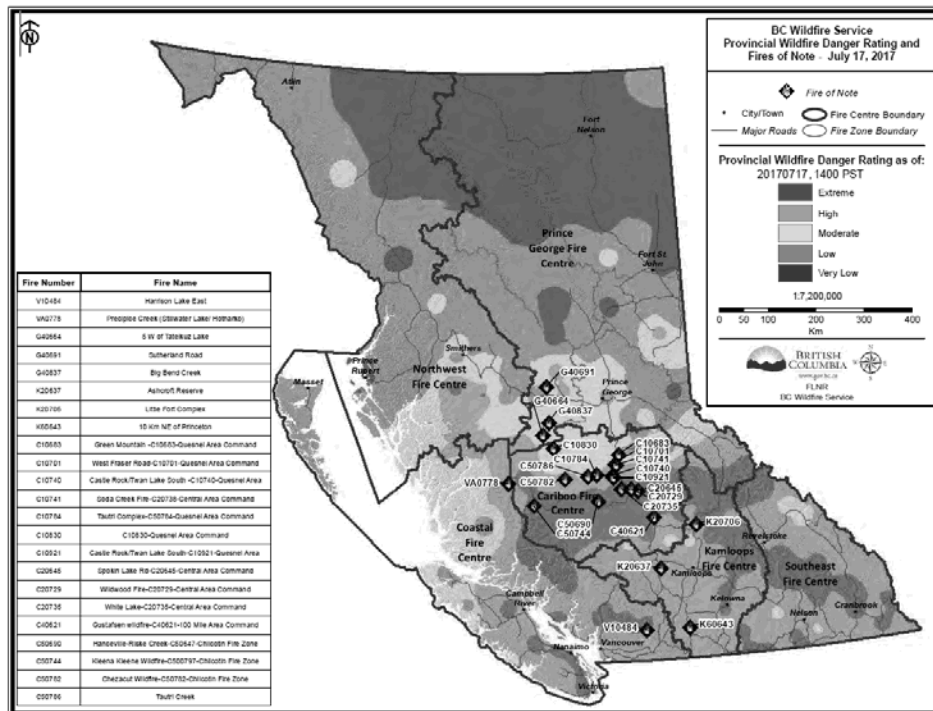 BC Wildfire Service
Provincial Wildfire Danger Rating and
Fires of Note - July 17, 2017
Fire of Note
City/Town
Fire Centre Boundary
Major Roads
Fire Zone Boundary
Provincial Wildfire Danger Rating as of:
20170717, 1400 PST
Extreme
High
Moderate
Low
Very Low
1:7,200,000
0 50 100 200 300 400
Km
BRITISH
COLUMBIA
www.gov.bc.ca
FLNR
BC Wildfire Service
N
Atlin
Fort
Nelson
Prince
George Fire
Centre
Fort St.
John
Smithers
Prince
Rupert
Northwest
Fire Centre
Masset
Prince
George
G40691
G40664
G40837
C10830
C10784
C50786
C50782
VA0778
Cariboo Fire
Centre
C10683
C10701
C10741
C10740
C10921
C20645
C20729
C20735
C50690
C50744
C40621
K20706
Coastal
Fire
Centre
Revelstoke
Kamloops
Fire Centre
Southeast
Fire Centre
K20637
Kamloops
Kelowna
Campbell
River
Nelson
Cranbrook
V10484
K60643
Vancouver
Nanaimo
Victoria
Fire Number Fire Name
V10484 Harrison Lake East
VA0778 Precipice Creek (Stillwater Lake/ Hotnarko)
G40664 5 W of Tatelkuz Lake
G40691 Sutherland Road
G40837 Big Bend Creek
K20637 Ashcroft Reserve
K20706 Little Fort Complex
K60643 10 Km NE of Princeton
C10683 Green Mountain -C10683-Quesnel Area Command
C10701 West Fraser Road-C10701-Quesnel Area Command
C10740 Castle Rock/Twan Lake South -C10740-Quesnel Area
C10741 Soda Creek Fire-C20738-Central Area Command
C10784 Tautri Complex-C50784-Quesnel Area Command
C10830 C10830-Quesnel Area Command
C10921 Castle Rock/Twan Lake South-C10921-Quesnel Area
C20645 Spokin Lake Rd-C20645-Central Area Command
C20729 Wildwood Fire-C20729-Central Area Command
C20735 White Lake-C20735-Central Area Command
C40621 Gustafsen wildfire-C40621-100 Mile Area Command
C50690 Hanceville-Riske Creek-C50647-Chilcotin Fire Zone
C50744 Kleena Kleene Wildfire-C500797-Chilcotin Fire Zone
C50782 Chezacut Wildfire-C50782-Chilcotin Fire Zone
C50786 Tautri Creek